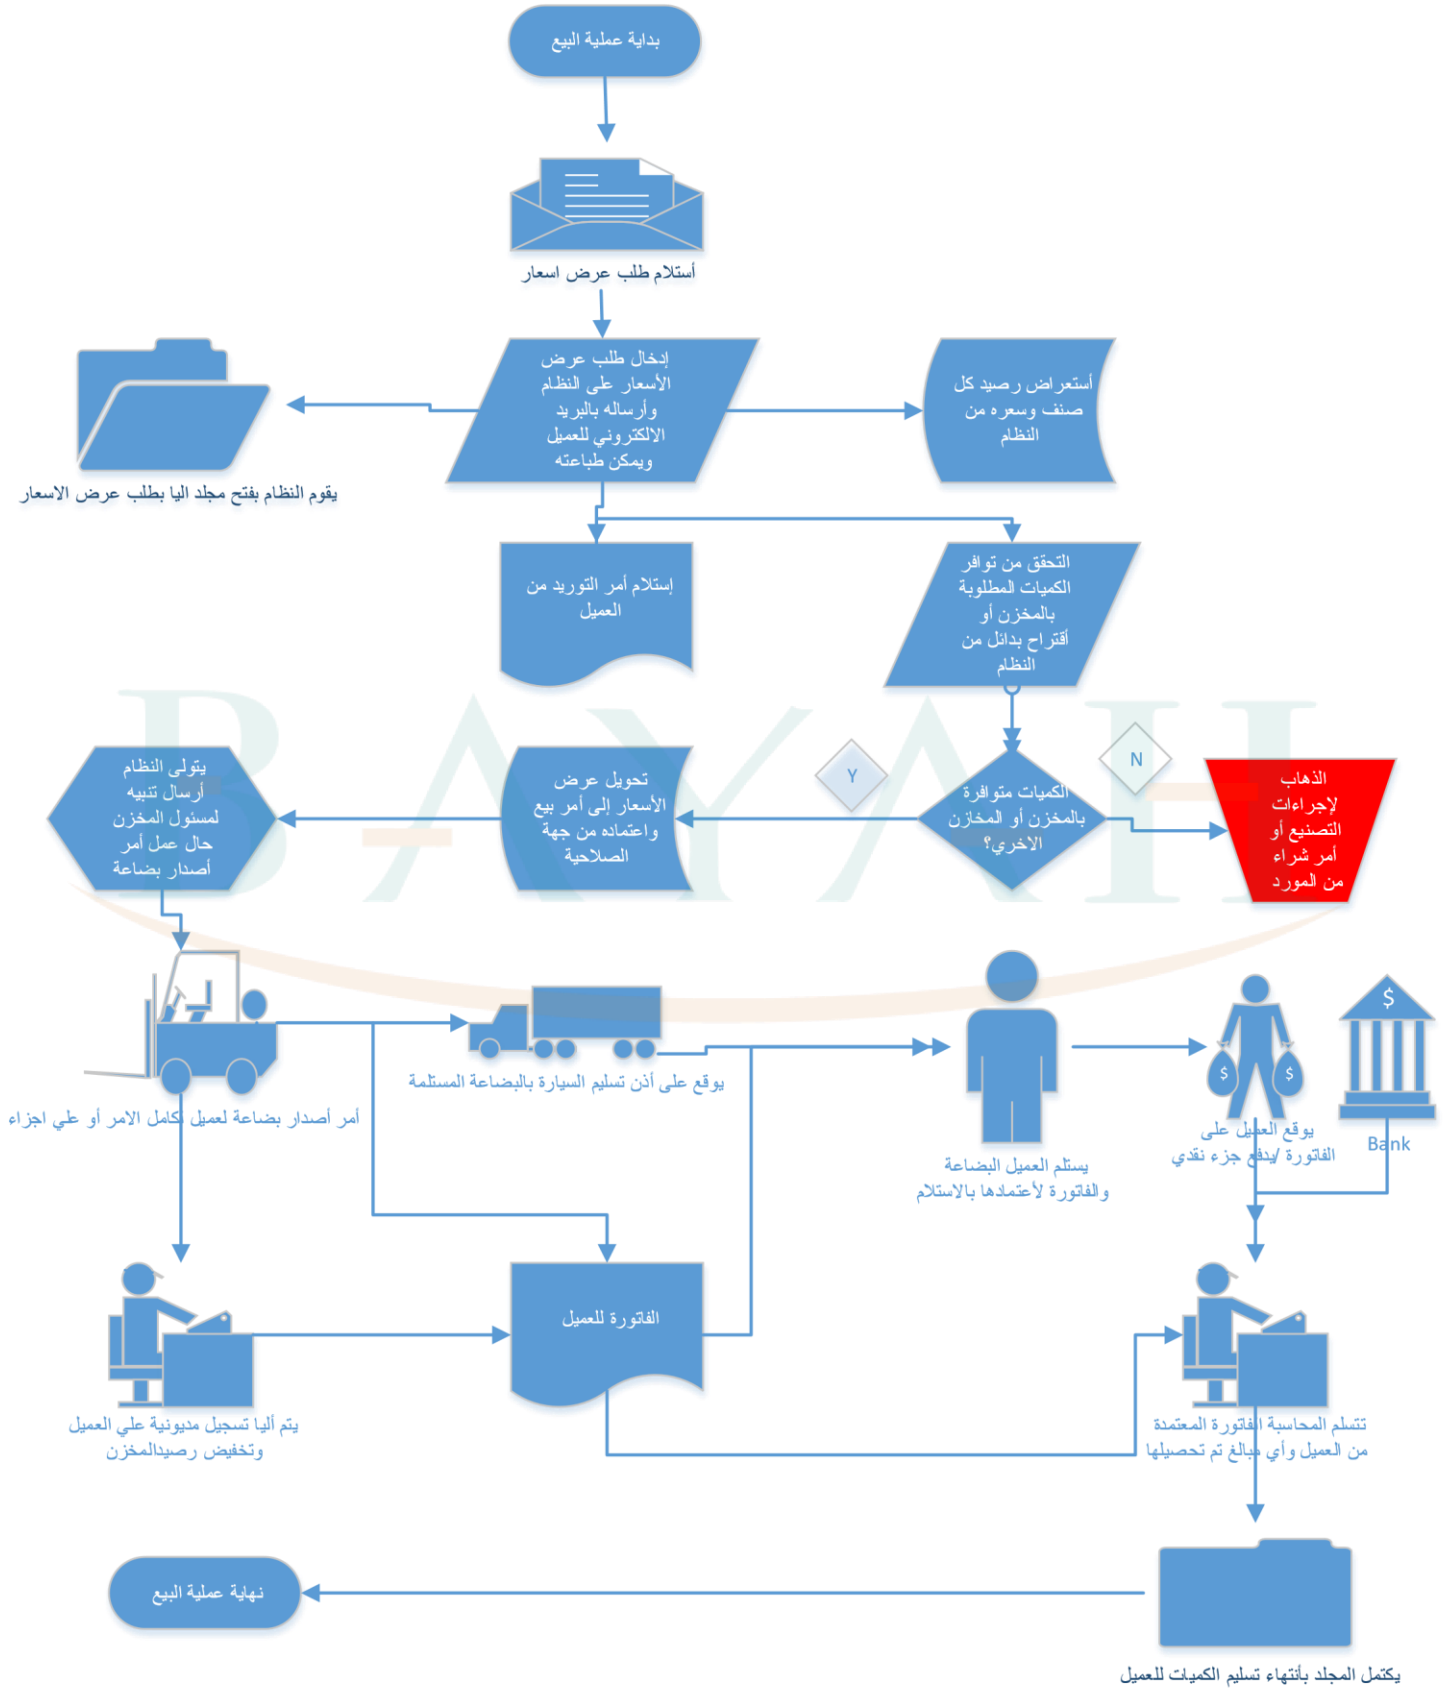 بداية عملية البيع
أستلام طلب عرض اسعار
إدخال طلب عرض
الأسعار على النظام
وأرساله بالبريد
الالكتروني للعميل
ويمكن طباعته
أستعراض رصيد كل
صنف وسعره من
النظام
يقوم النظام بفتح مجلد اليا بطلب عرض الاسعار
إستلام أمر التوريد من
العميل
التحقق من توافر
الكميات المطلوبة
بالمخزن أو
أقتراح بدائل من
النظام
BAYAH
N
Y
الكميات متوافرة
بالمخزن أو المخازن
الاخري؟
الذهاب
لإجراءات
التصنيع أو
أمر شراء
من المورد
تحويل عرض
الأسعار إلى أمر بيع
واعتماده من جهة
الصلاحية
يتولى النظام
أرسال تنبيه
لمسئول المخزن
حال عمل أمر
أصدار بضاعة
أمر أصدار بضاعة لعميل بكامل الامر أو علي اجزاء
يوقع على أذن تسليم السيارة بالبضاعة المستلمة
يستلم العميل البضاعة
والفاتورة لأعتمادها بالاستلام
$ $
يوقع العميل على
الفاتورة /يدفع جزء نقدي
$
Bank
يتم أليا تسجيل مديونية علي العميل
وتخفيض رصيدالمخزن
الفاتورة للعميل
تتسلم المحاسبة الفاتورة المعتمدة
من العميل وأي مبالغ تم تحصيلها
يكتمل المجلد بأنتهاء تسليم الكميات للعميل
نهاية عملية البيع